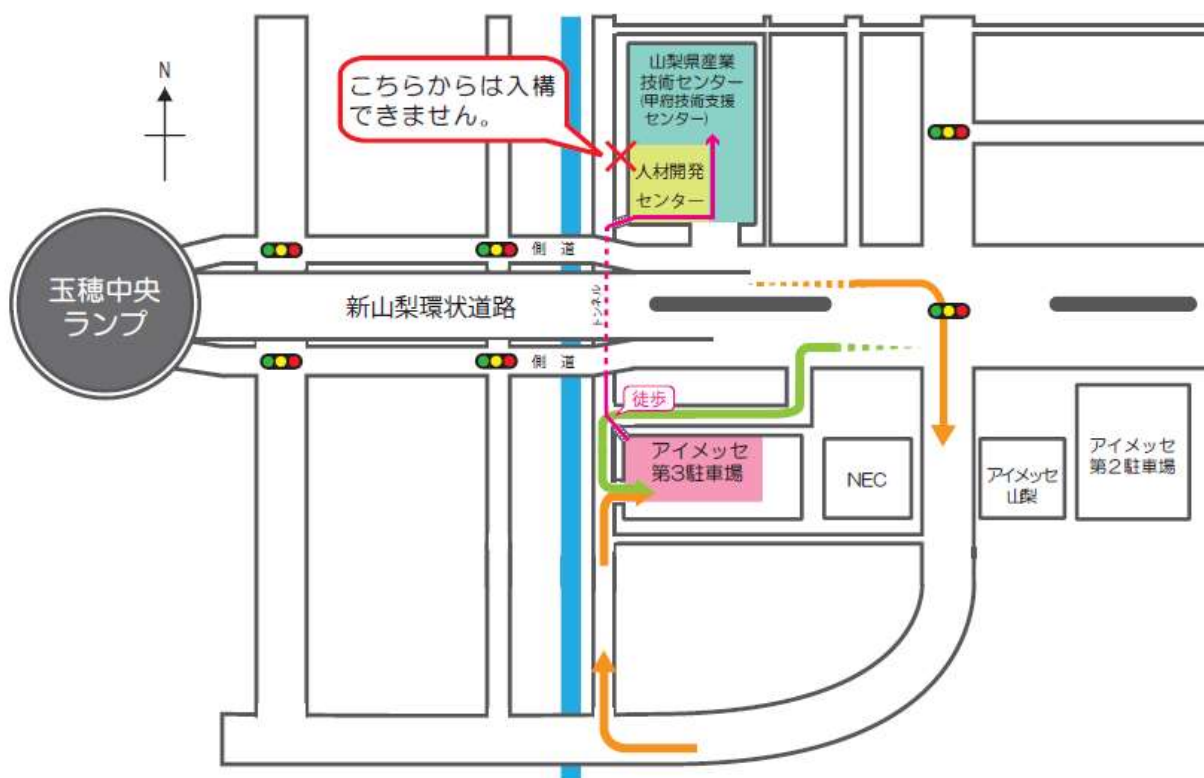 N
こちらからは入構
できません。
山梨県産業
技術センター
(甲府技術支援
センター)
人材開発
センター
側 道
玉穂中央
ランプ
新山梨環状道路
トンネル
側 道
徒歩
アイメッセ
第3駐車場
NEC
アイメッセ
山梨
アイメッセ
第2駐車場